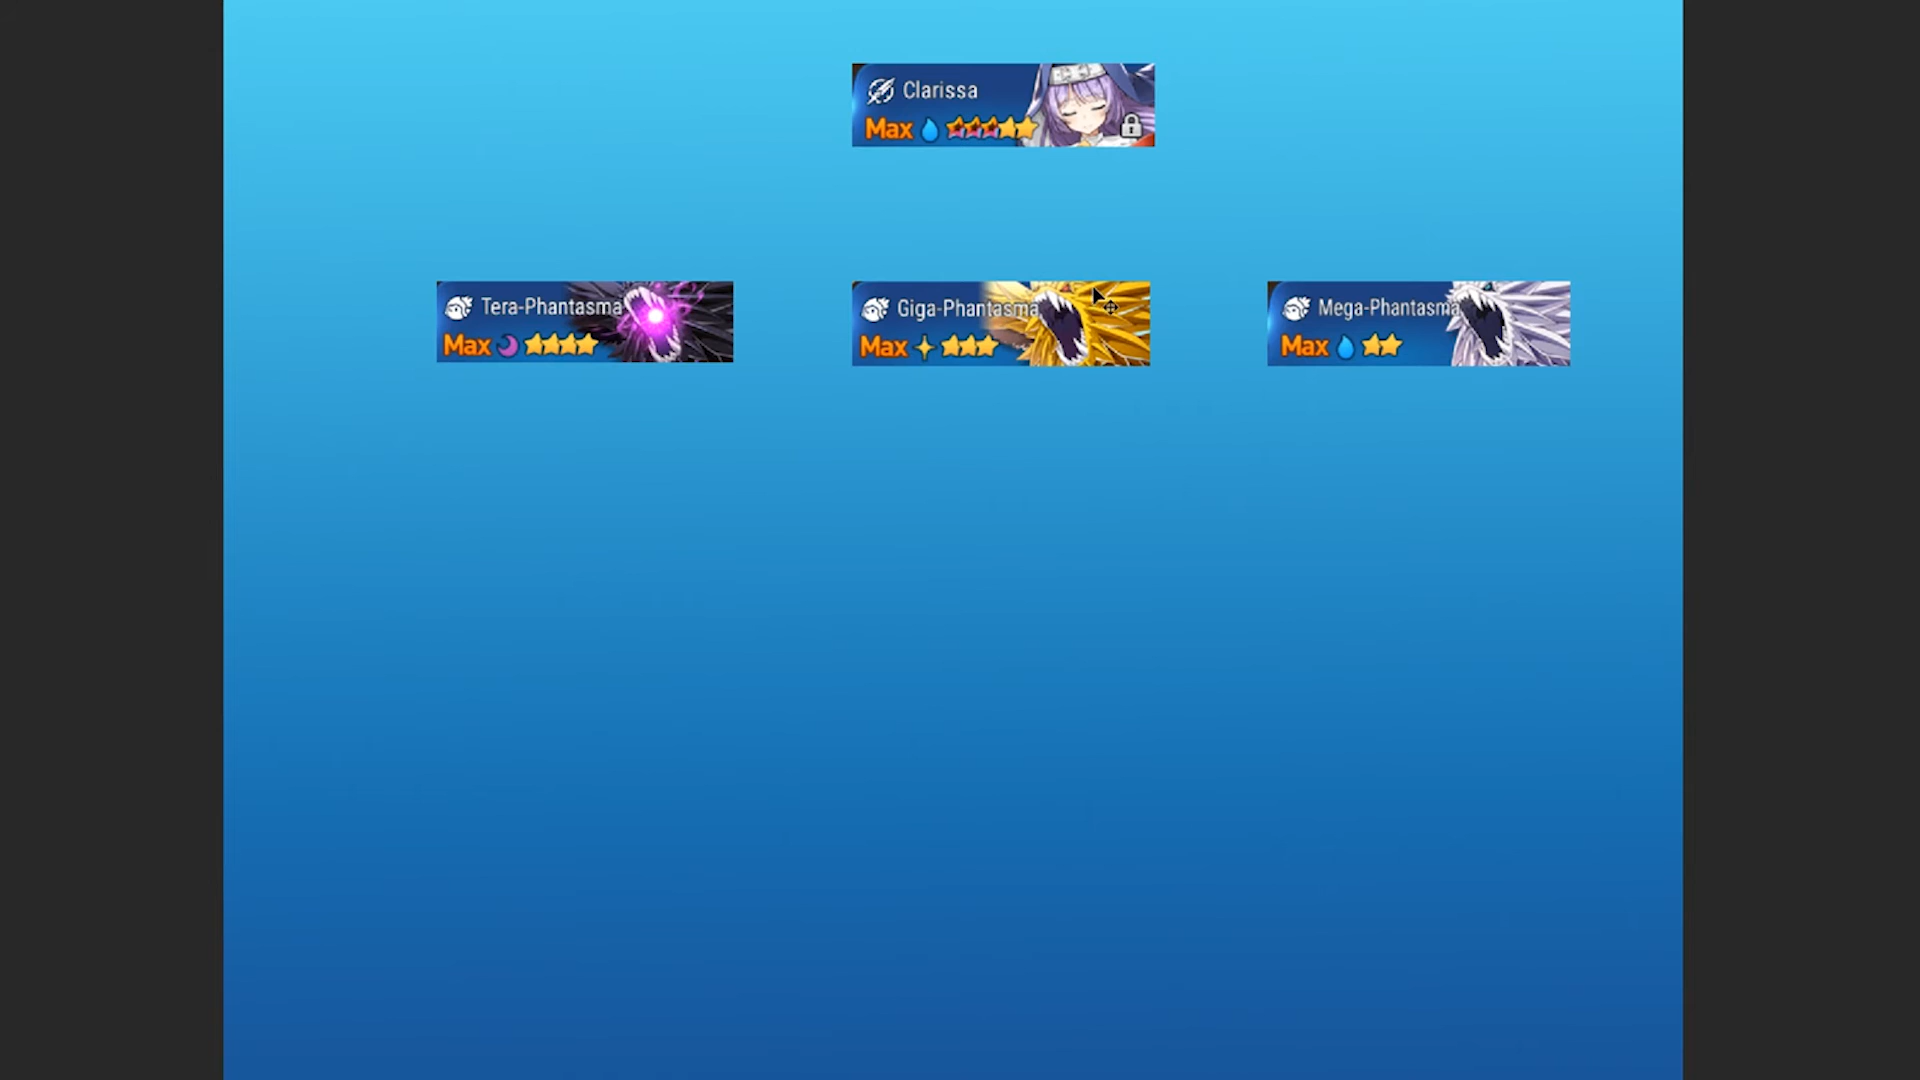 Clarissa
Max
Tera-Phantasma
Max
Giga-Phantasma
Max
Mega-Phantasma
Max